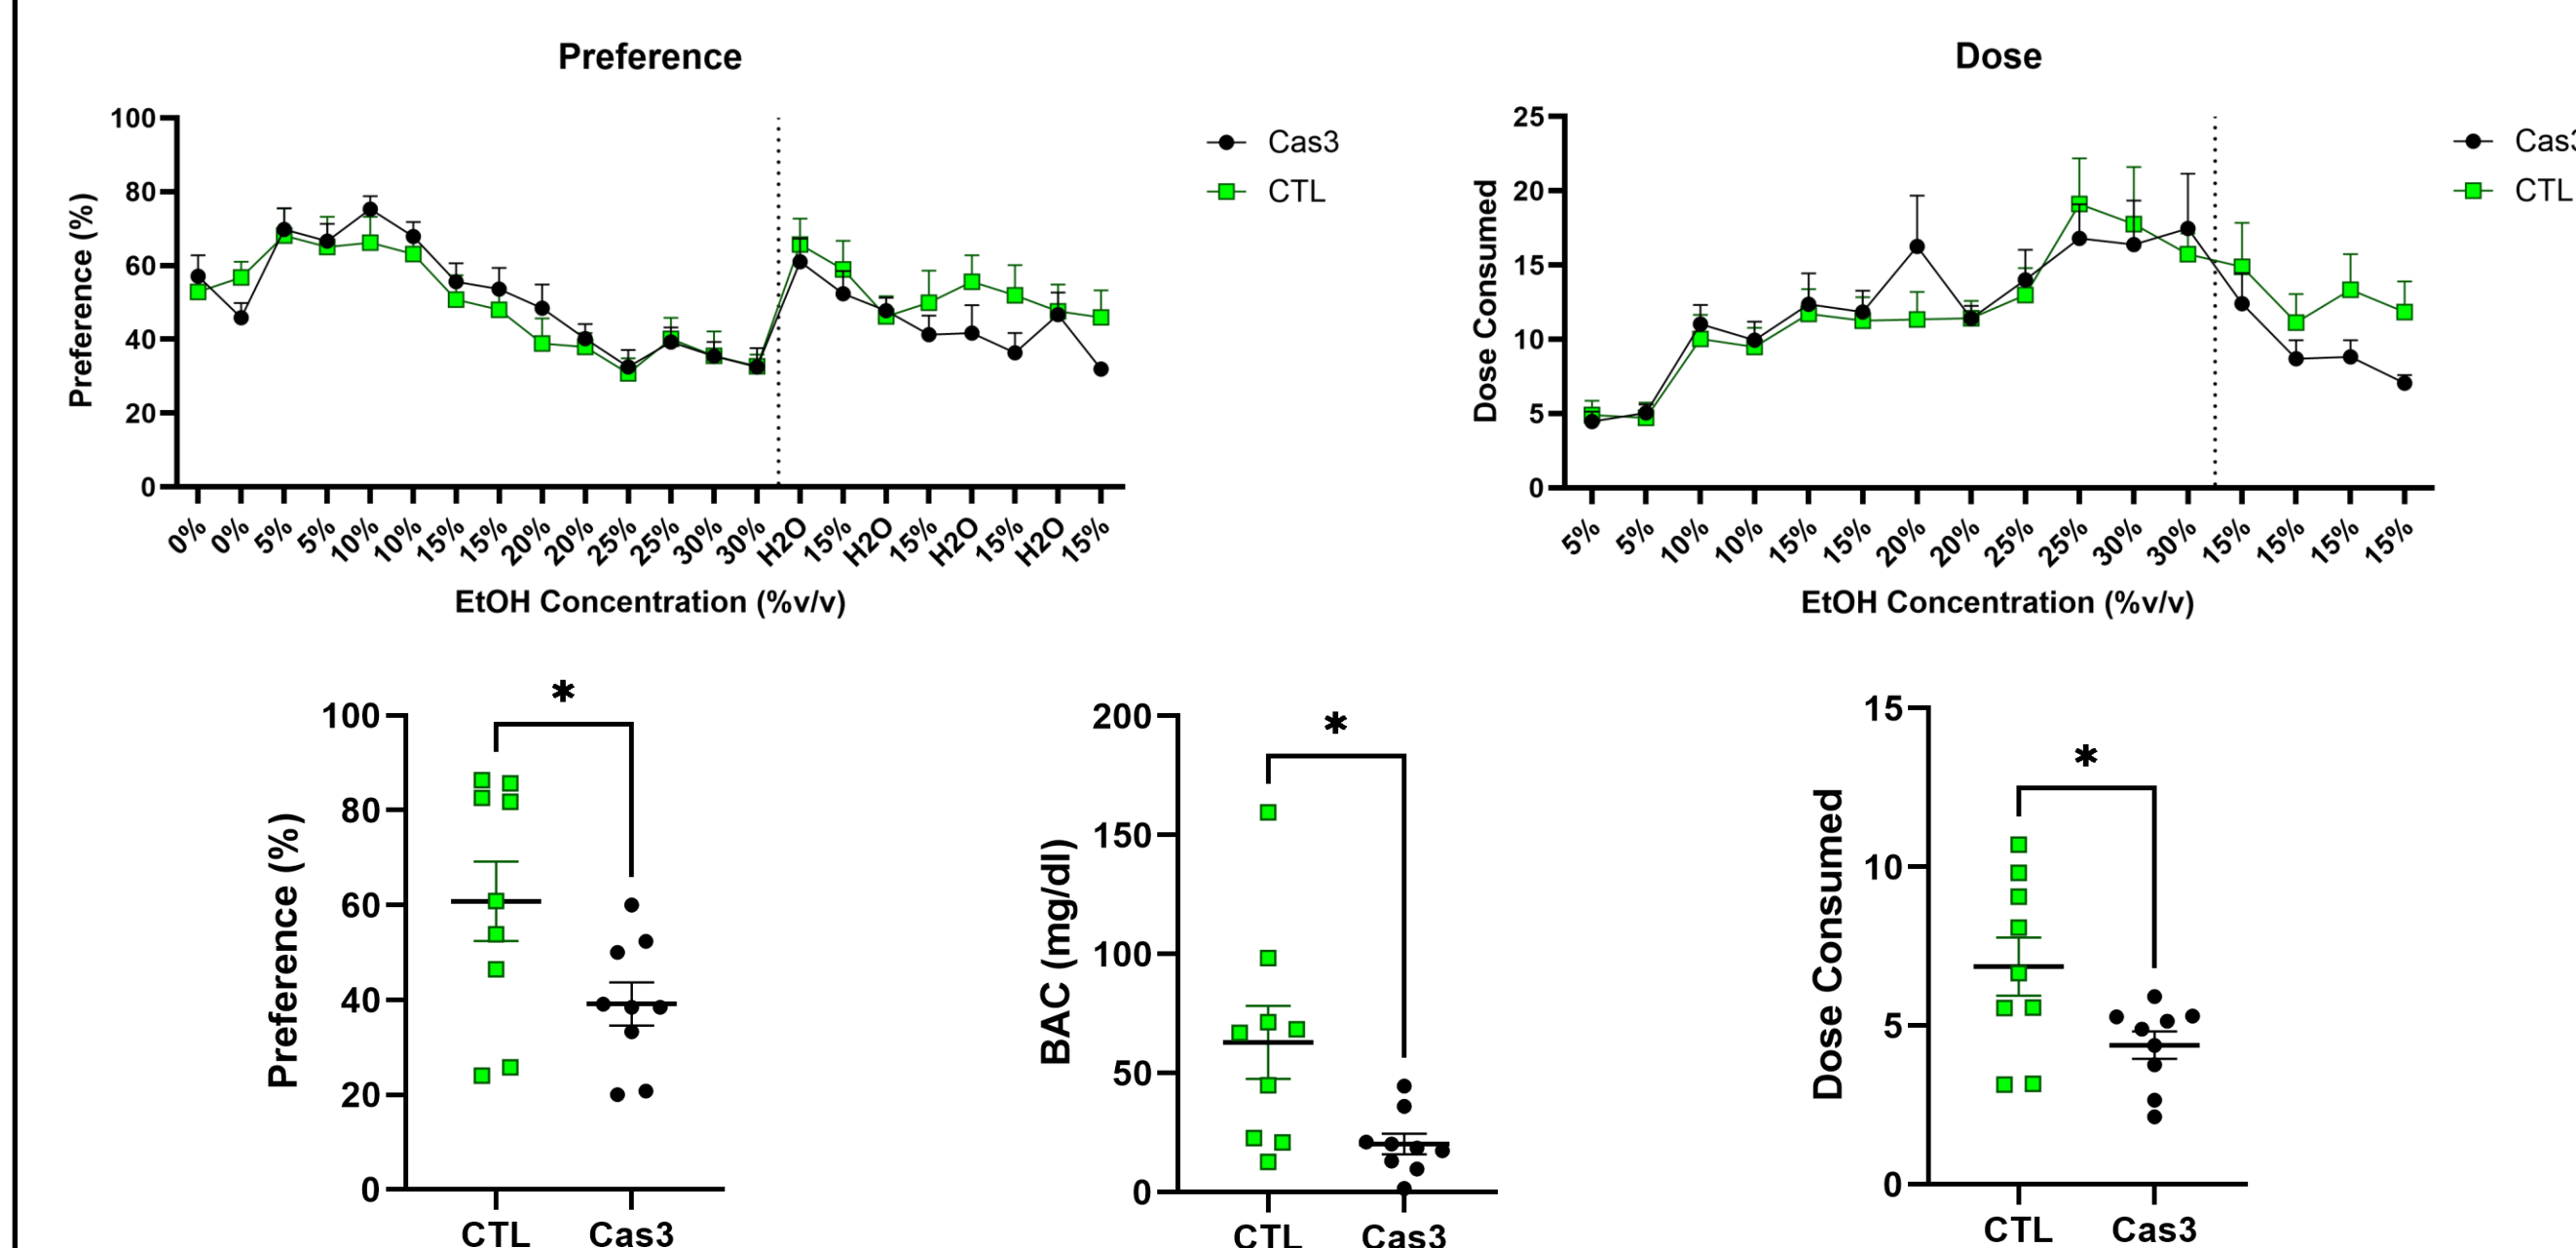 Preference
100
80
60
40
20
0
Preference (%)
0% 0% 5% 5% 10% 10% 15% 15% 20% 20% 25% 25% 30% 30% H2O 15% H2O 15% H2O 15% H2O 15%
EtOH Concentration (%v/v)
Cas3
CTL
Dose
25
20
15
10
5
0
Dose Consumed
5% 5% 10% 10% 15% 15% 20% 20% 25% 25% 30% 30% 15% 15% 15% 15%
EtOH Concentration (%v/v)
Cas3
CTL
*
100
80
60
40
20
0
Preference (%)
CTL Cas3
*
200
150
100
50
0
BAC (mg/dl)
CTL Cas3
*
15
10
5
0
Dose Consumed
CTL Cas3